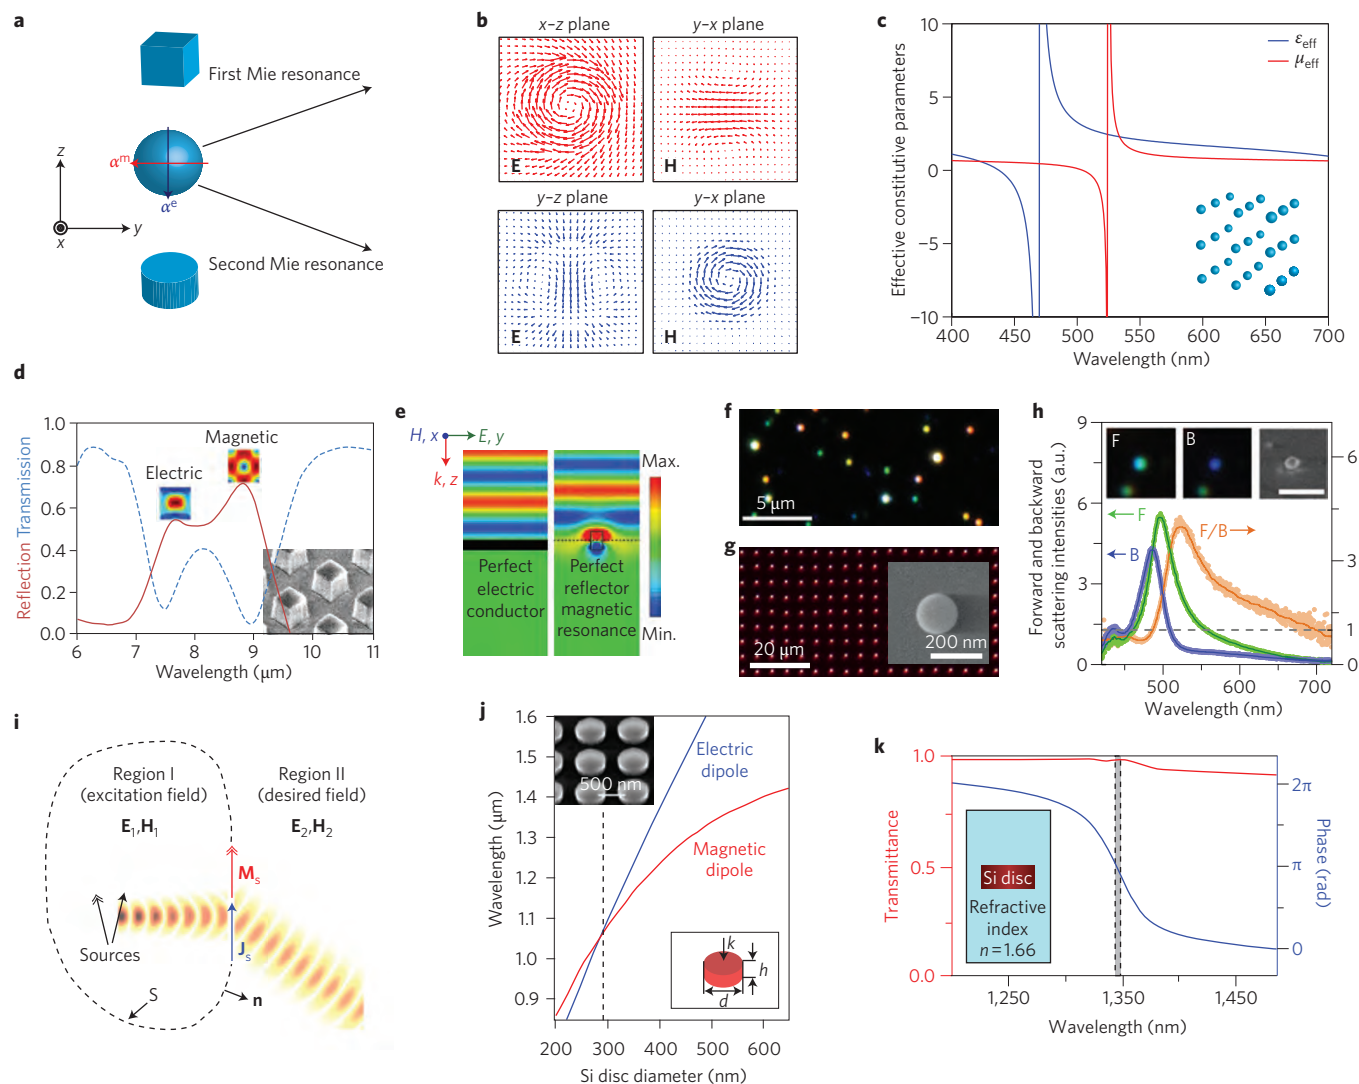 a
First Mie resonance
αᵐ
αᵉ
z
x
y
Second Mie resonance
b
x–z plane
y–x plane
E
H
y–z plane
y–x plane
E
H
c
Effective constitutive parameters
10
5
0
−5
−10
εeff
μeff
400
450
500
550
600
650
700
Wavelength (nm)
d
Reflection Transmission
1.0
0.8
0.6
0.4
0.2
0.0
Magnetic
Electric
6
7
8
9
10
11
Wavelength (μm)
e
H, x
E, y
k, z
Max.
Min.
Perfect
electric
conductor
Perfect
reflector
magnetic
resonance
f
5 μm
g
20 μm
200 nm
h
Forward and backward
scattering intensities (a.u.)
9
6
3
0
F
B
F
B
F/B
6
3
1
0
500
600
700
Wavelength (nm)
i
Region I
(excitation field)
E₁,H₁
Region II
(desired field)
E₂,H₂
Mₛ
Jₛ
Sources
S
n
j
Wavelength (μm)
1.6
1.5
1.4
1.3
1.2
1.1
1.0
0.9
500 nm
Electric
dipole
Magnetic
dipole
k
h
d
200
300
400
500
600
Si disc diameter (nm)
k
Transmittance
1.0
0.5
0.0
Si disc
Refractive
index
n = 1.66
2π
π
0
Phase (rad)
1,250
1,350
1,450
Wavelength (nm)